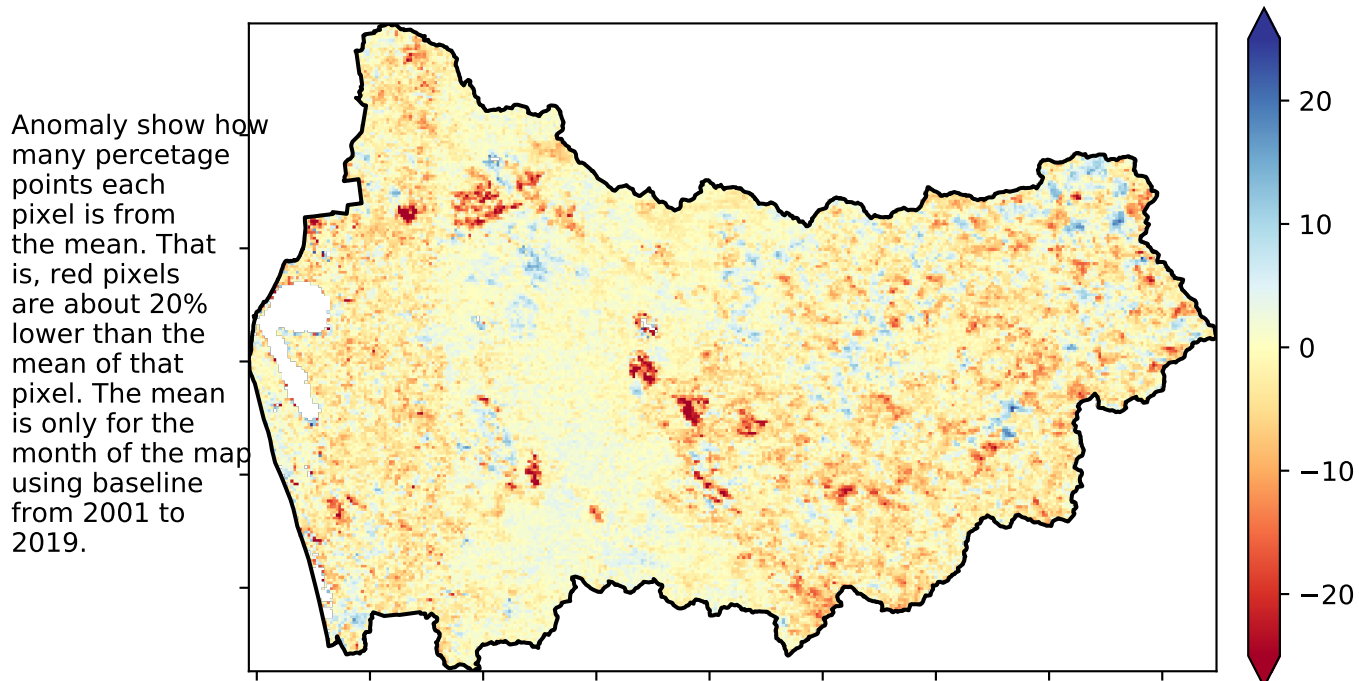 Anomaly show how
many percetage
points each
pixel is from
the mean. That
is, red pixels
are about 20%
lower than the
mean of that
pixel. The mean
is only for the
month of the map
using baseline
from 2001 to
2019.
20
10
0
−10
−20